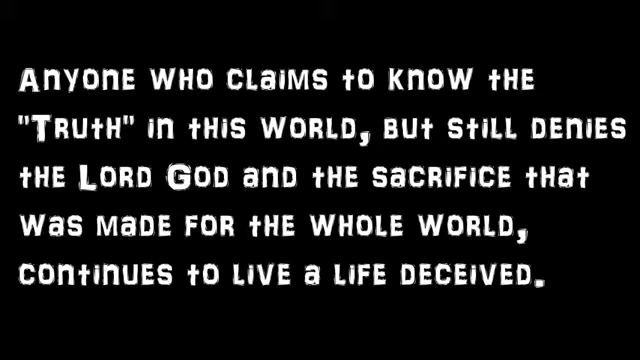 Anyone who claims to know the
"Truth" in this world, but still denies
the Lord God and the sacrifice that
was made for the whole world,
continues to live a life deceived.